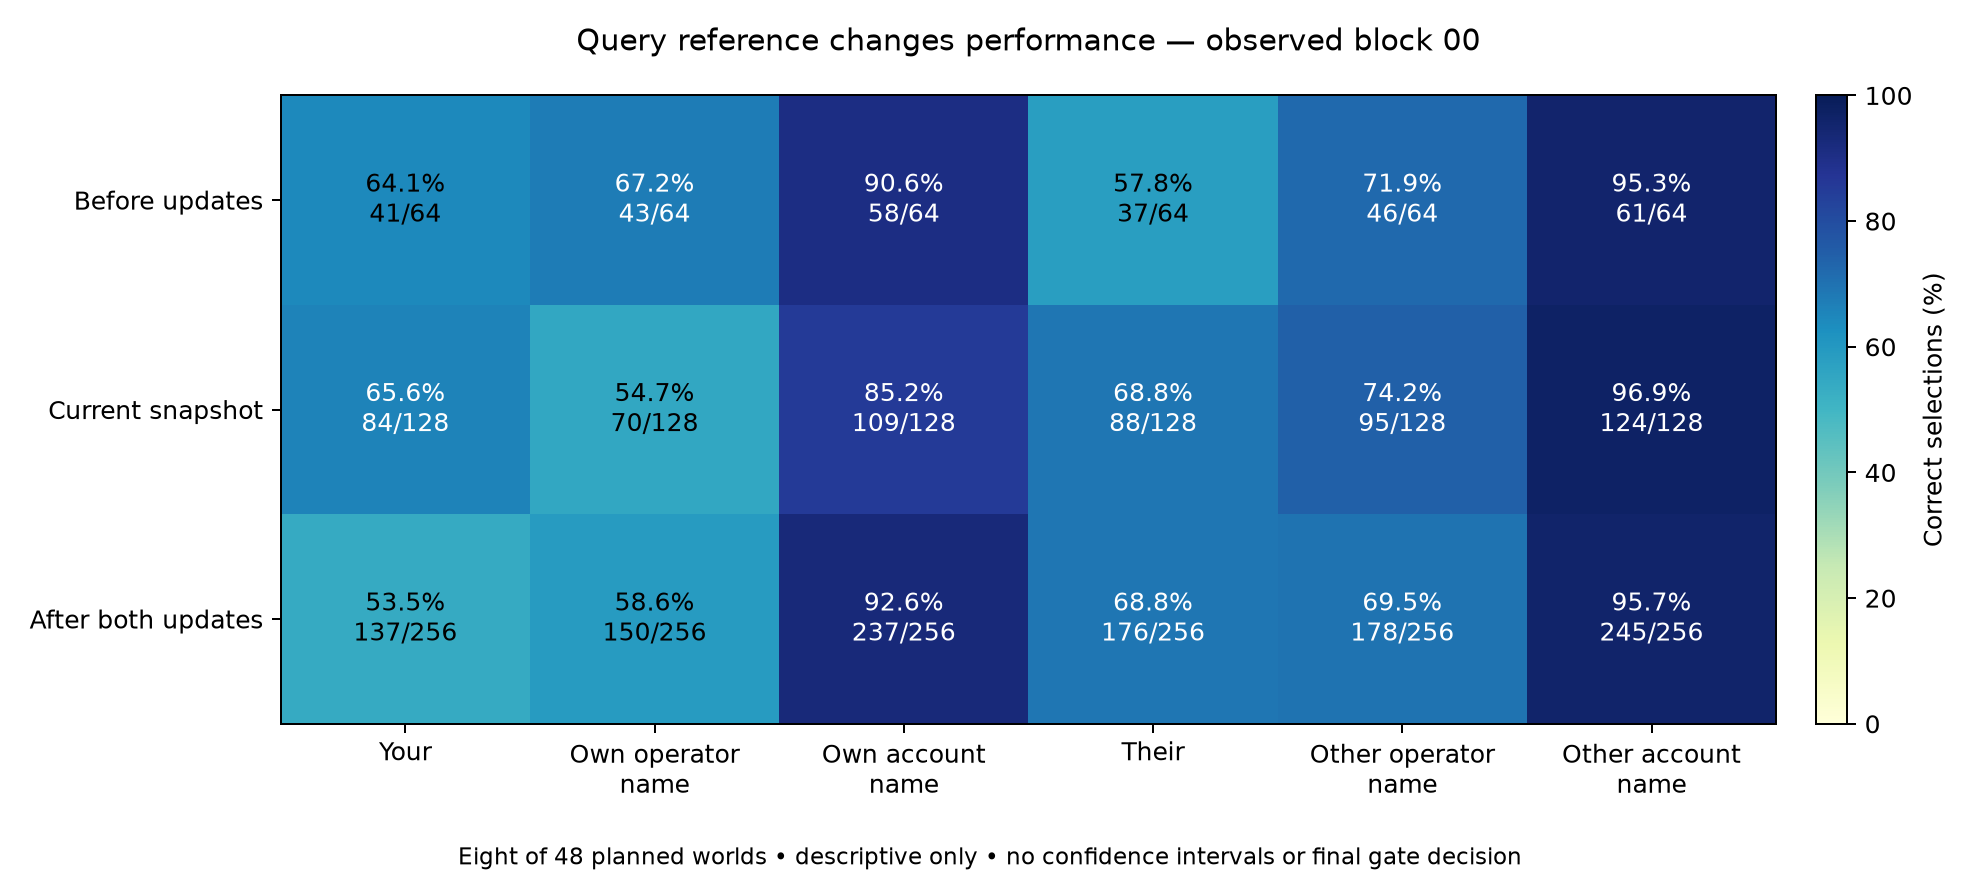 Query reference changes performance — observed block 00
Before updates
64.1%
41/64
67.2%
43/64
90.6%
58/64
57.8%
37/64
71.9%
46/64
95.3%
61/64
Current snapshot
65.6%
84/128
54.7%
70/128
85.2%
109/128
68.8%
88/128
74.2%
95/128
96.9%
124/128
After both updates
53.5%
137/256
58.6%
150/256
92.6%
237/256
68.8%
176/256
69.5%
178/256
95.7%
245/256
Your
Own operator
name
Own account
name
Their
Other operator
name
Other account
name
100
80
60
40
20
0
Correct selections (%)
Eight of 48 planned worlds • descriptive only • no confidence intervals or final gate decision